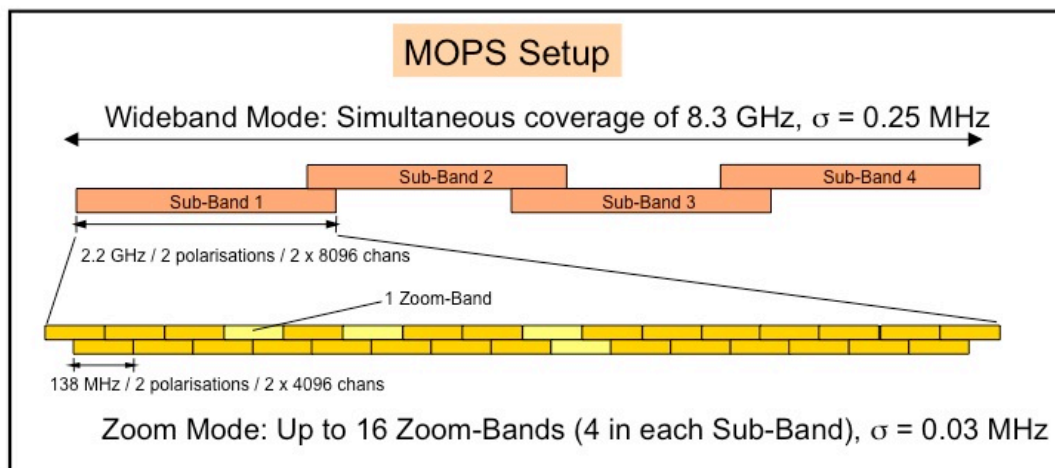 MOPS Setup
Wideband Mode: Simultaneous coverage of 8.3 GHz, σ = 0.25 MHz
Sub-Band 2
Sub-Band 4
Sub-Band 1
Sub-Band 3
2.2 GHz / 2 polarisations / 2 x 8096 chans
1 Zoom-Band
138 MHz / 2 polarisations / 2 x 4096 chans
Zoom Mode: Up to 16 Zoom-Bands (4 in each Sub-Band), σ = 0.03 MHz